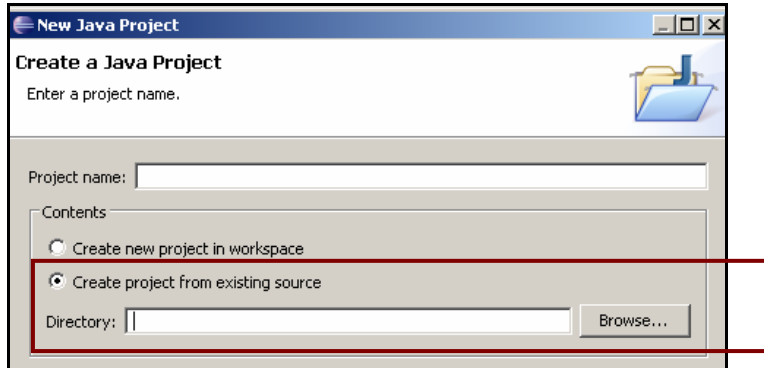 New Java Project
Create a Java Project
Enter a project name.
Project name:
Contents
Create new project in workspace
Create project from existing source
Directory:
Browse...